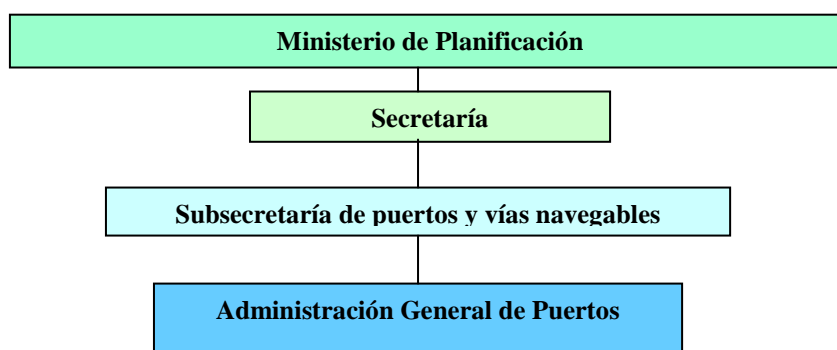 Ministerio de Planificación
Secretaría
Subsecretaría de puertos y vías navegables
Administración General de Puertos